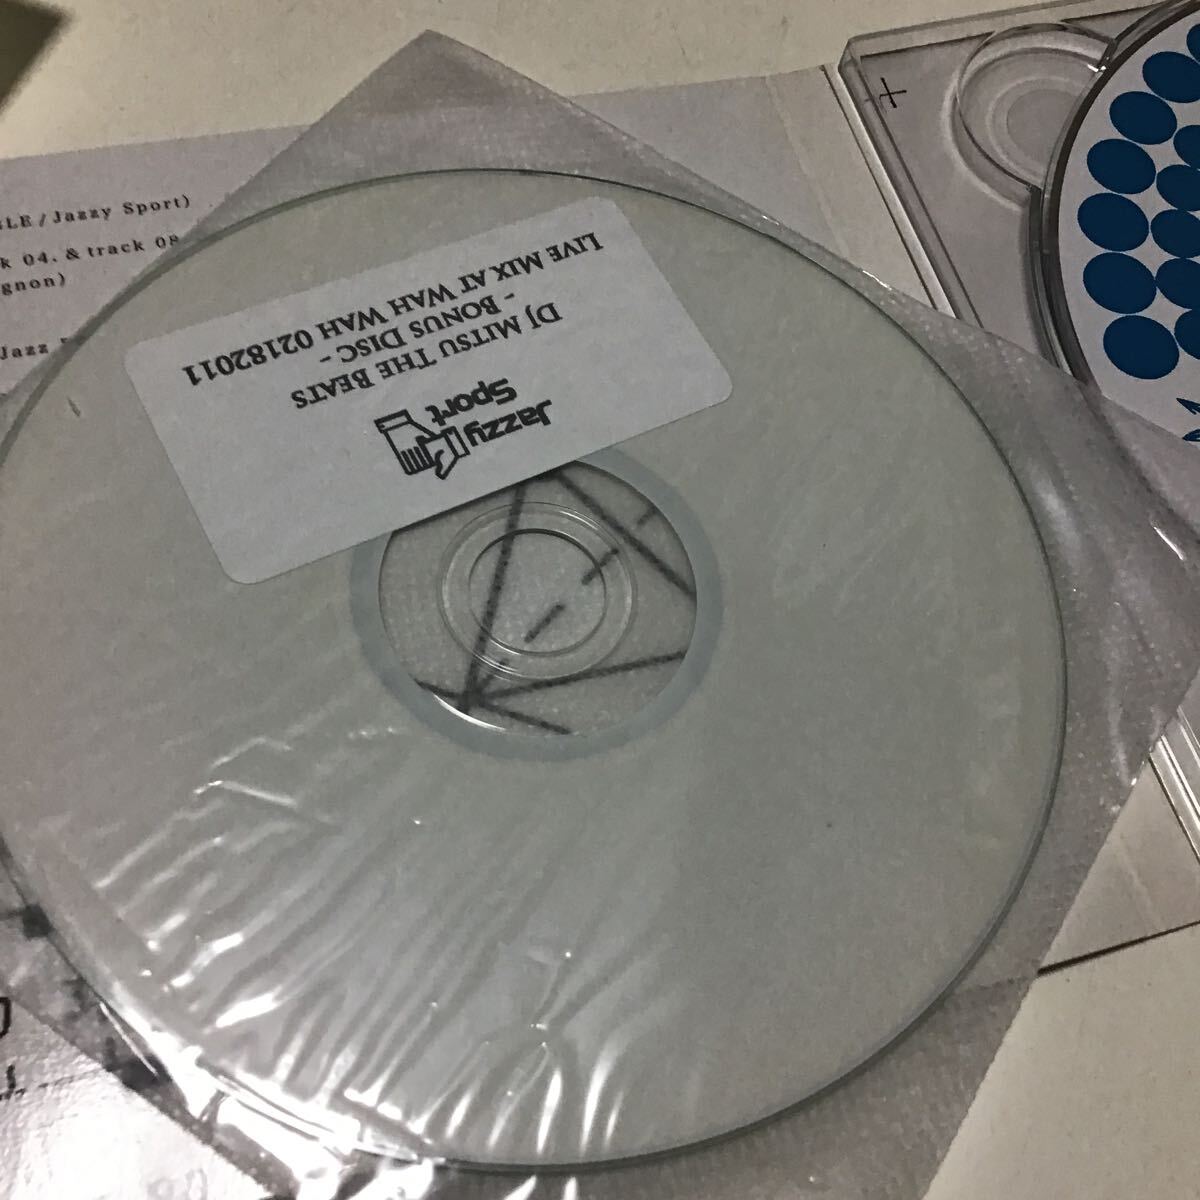 Jazzy
Sport
DJ MITSU THE BEATS
- BONUS DISC -
LIVE MIX AT WAH WAH 02182011
LE / Jazzy Sport)
k 04. & track 08
gnon)
Jazz